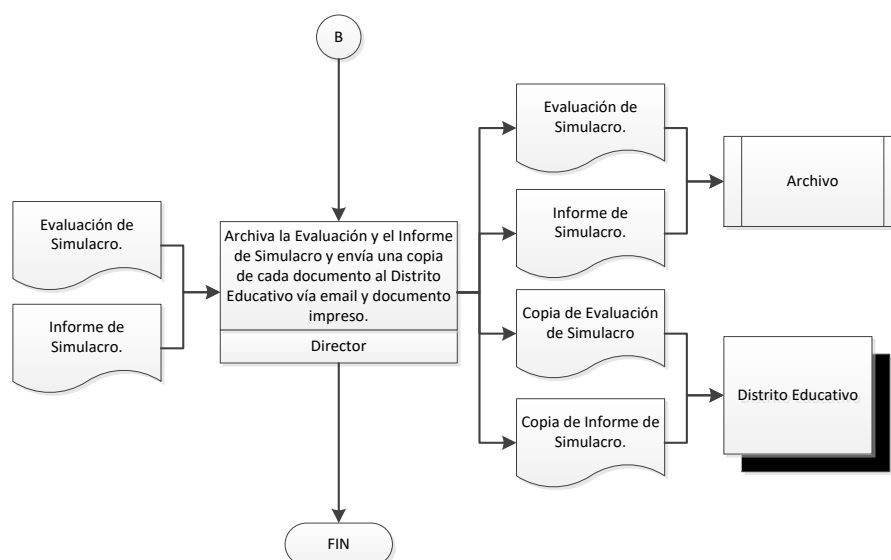 B
Evaluación de
Simulacro.
Informe de
Simulacro.
Archiva la Evaluación y el Informe
de Simulacro y envía una copia
de cada documento al Distrito
Educativo vía email y documento
impreso.
Director
Evaluación de
Simulacro.
Informe de
Simulacro.
Copia de Evaluación
de Simulacro
Copia de Informe de
Simulacro.
Archivo
Distrito Educativo
FIN